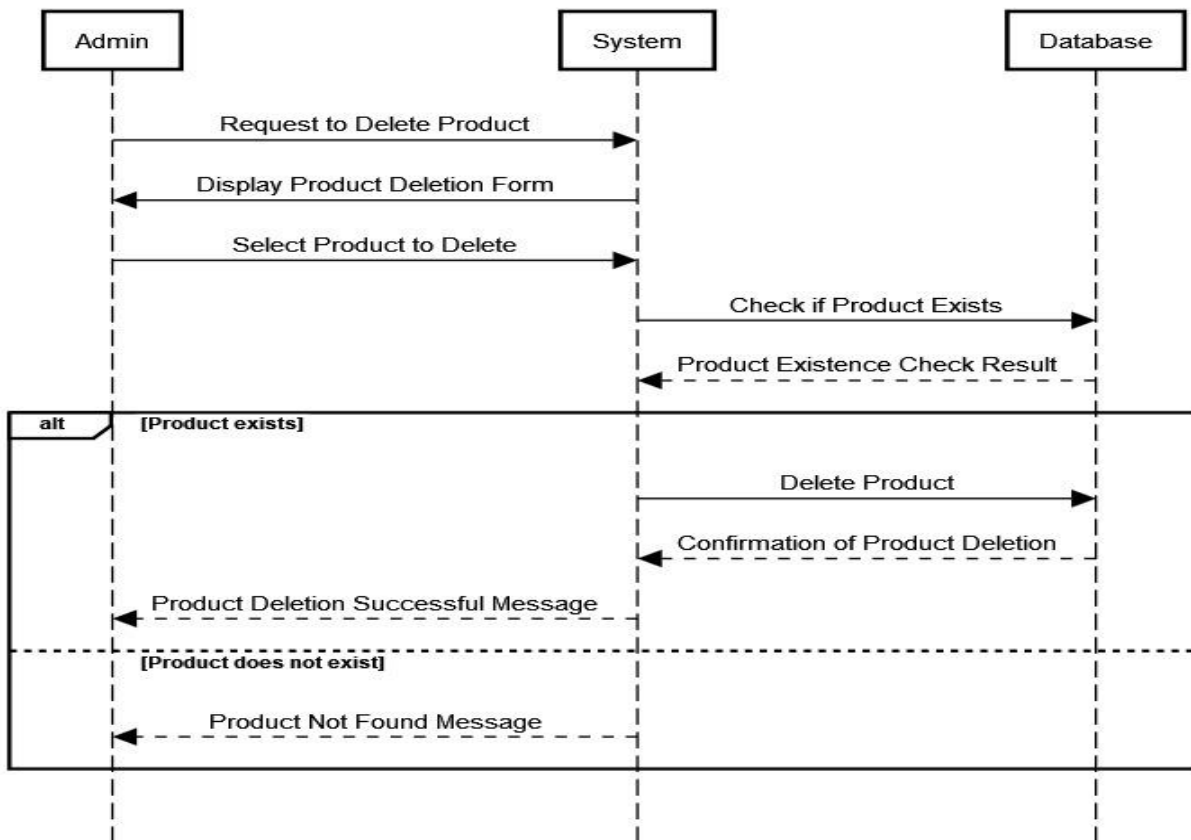 Admin
System
Database
Request to Delete Product
Display Product Deletion Form
Select Product to Delete
Check if Product Exists
Product Existence Check Result
alt
[Product exists]
Delete Product
Confirmation of Product Deletion
Product Deletion Successful Message
[Product does not exist]
Product Not Found Message